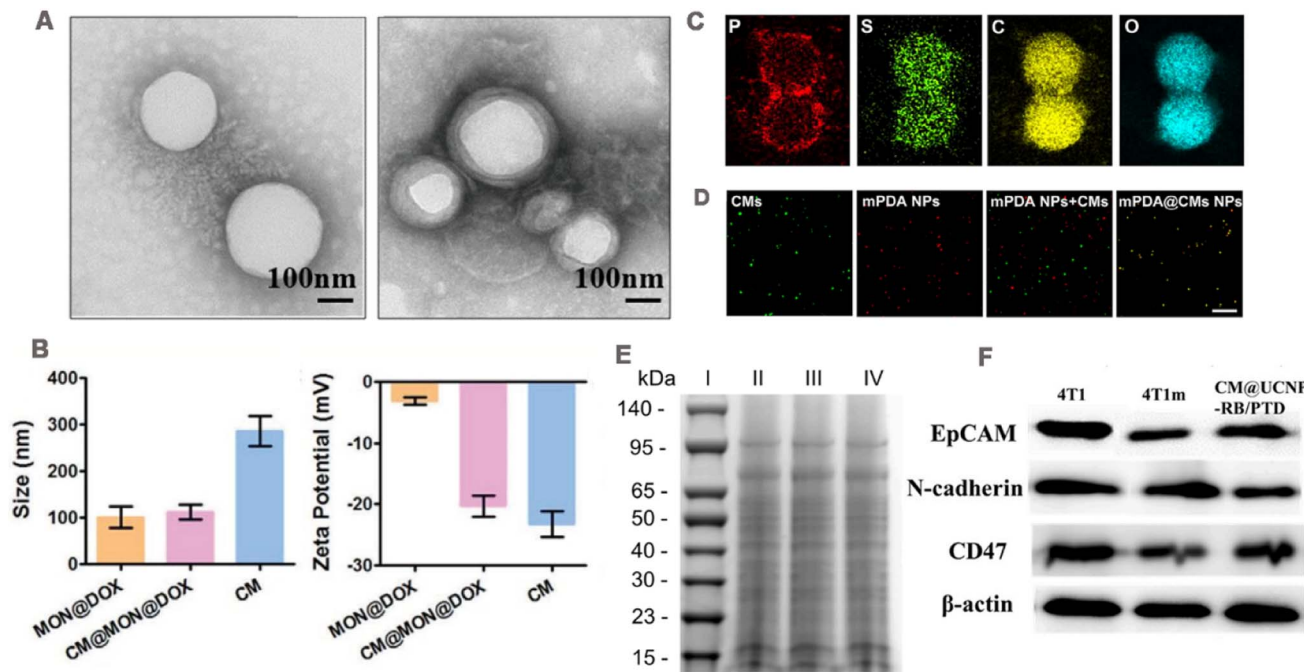 A
100nm
100nm
B
Size (nm)
400
300
200
100
0
MON@DOX
CM@MON@DOX
CM
Zeta Potential (mV)
0
-10
-20
-30
MON@DOX
CM@MON@DOX
CM
C
P
S
C
O
D
CMs
mPDA NPs
mPDA NPs+CMs
mPDA@CMs NPs
E
kDa
I
II
III
IV
140 -
95 -
65 -
50 -
40 -
30 -
23 -
15 -
F
4T1
4T1m
CM@UCNP
-RB/PTD
EpCAM
N-cadherin
CD47
β-actin